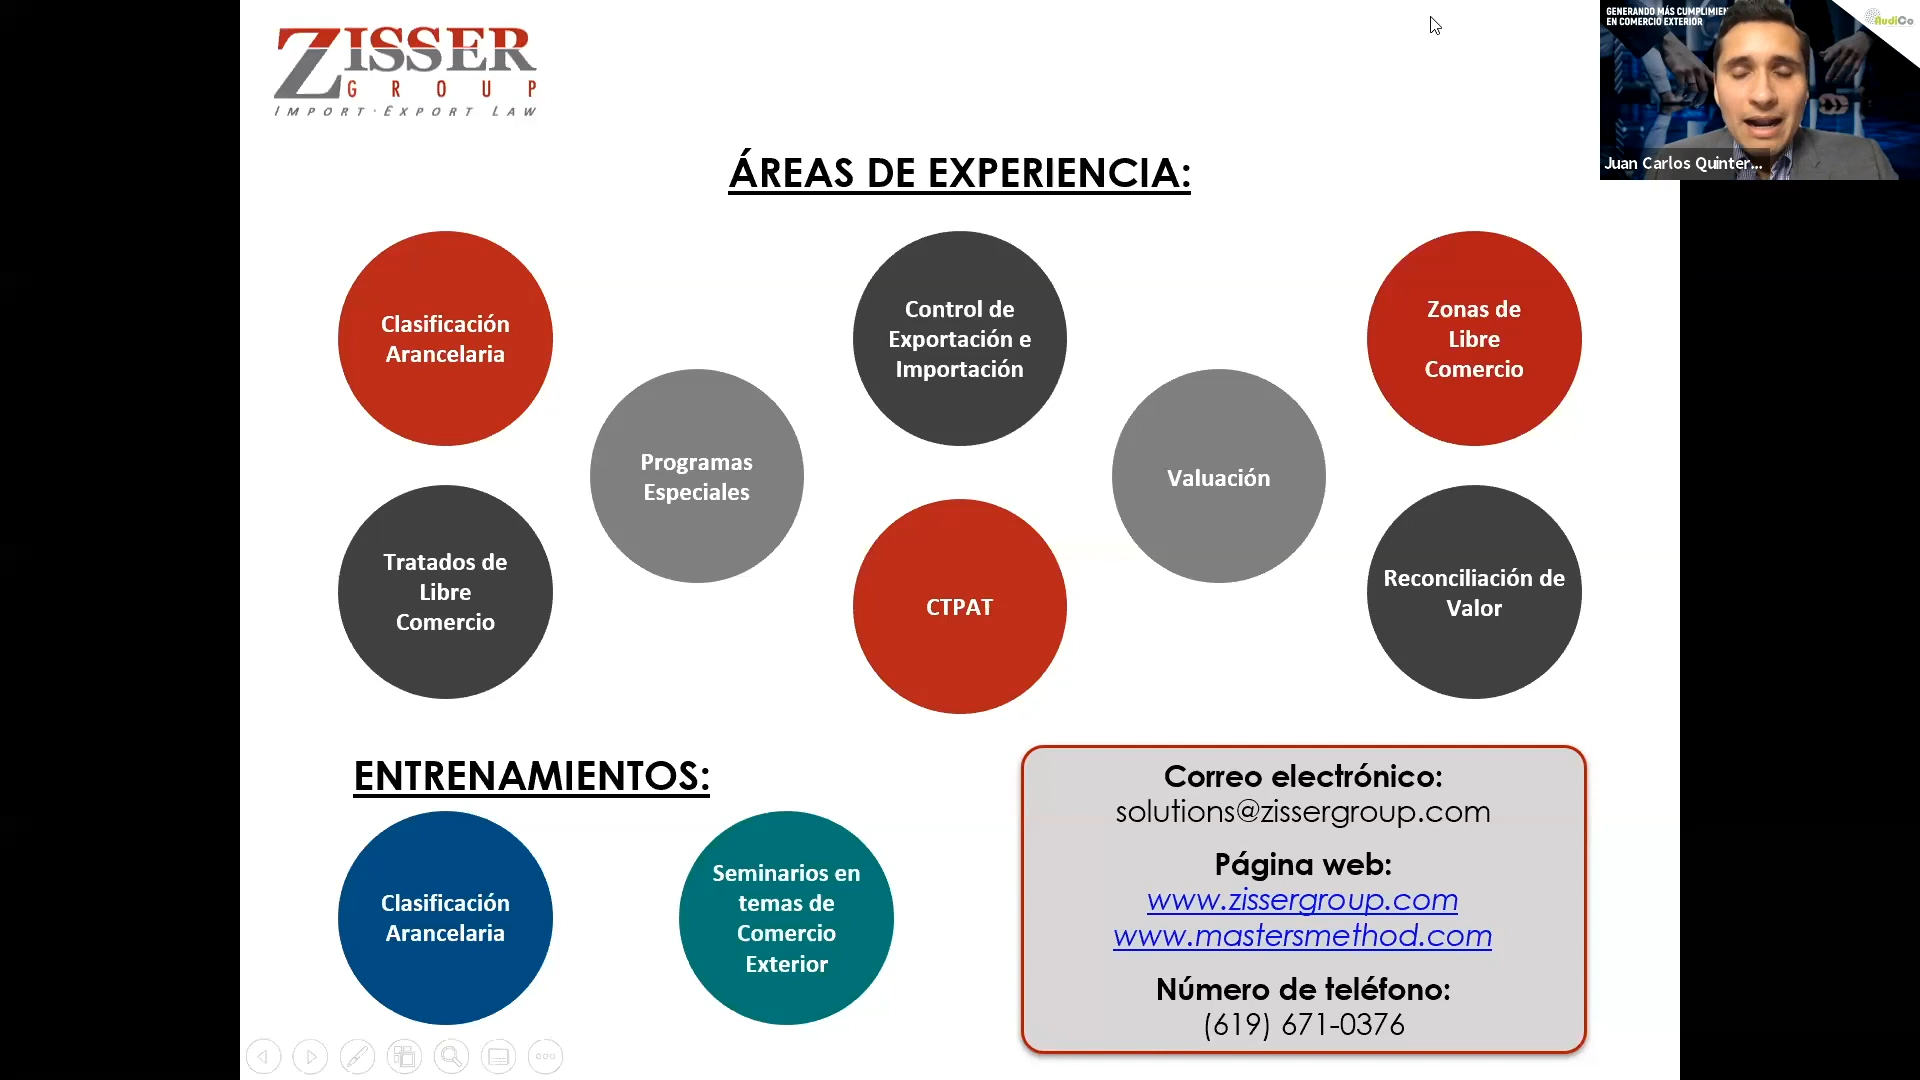 ZISSER
GROUP
IMPORT·EXPORT LAW
GENERANDO MÁS CUMPLIMIEN
EN COMERCIO EXTERIOR
AudiCo
Juan Carlos Quinter...
ÁREAS DE EXPERIENCIA:
Clasificación
Arancelaria
Programas
Especiales
Control de
Exportación e
Importación
Valuación
Zonas de
Libre
Comercio
Tratados de
Libre
Comercio
CTPAT
Reconciliación de
Valor
ENTRENAMIENTOS:
Clasificación
Arancelaria
Seminarios en
temas de
Comercio
Exterior
Correo electrónico:
solutions@zissergroup.com
Página web:
www.zissergroup.com
www.mastersmethod.com
Número de teléfono:
(619) 671-0376